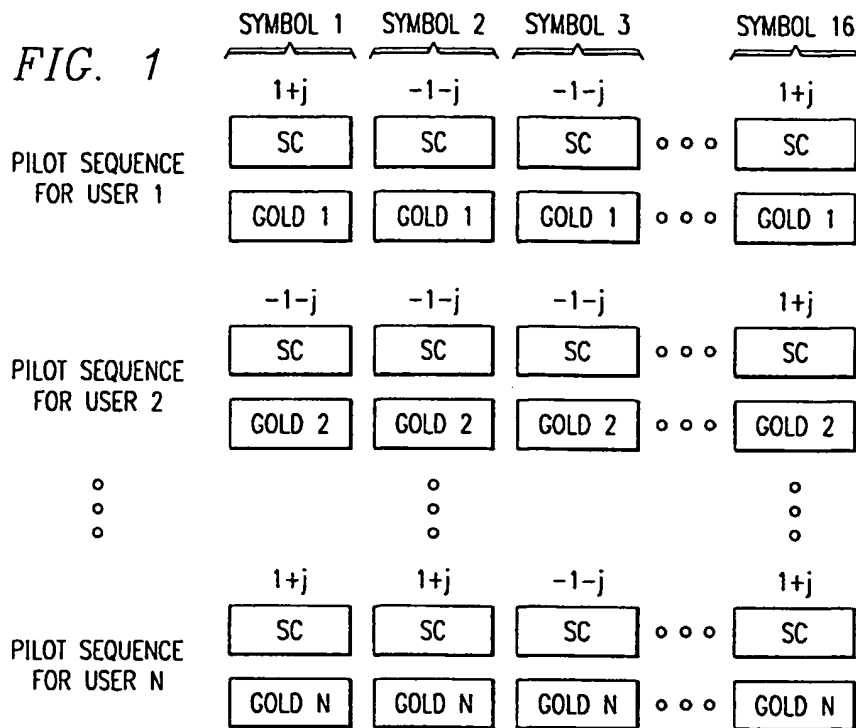 SYMBOL 1 SYMBOL 2 SYMBOL 3 SYMBOL 16
FIG. 1
1+j -1-j -1-j 1+j
SC SC SC SC
PILOT SEQUENCE
FOR USER 1
GOLD 1 GOLD 1 GOLD 1 GOLD 1
-1-j -1-j -1-j 1+j
SC SC SC SC
PILOT SEQUENCE
FOR USER 2
GOLD 2 GOLD 2 GOLD 2 GOLD 2
1+j 1+j -1-j 1+j
SC SC SC SC
PILOT SEQUENCE
FOR USER N
GOLD N GOLD N GOLD N GOLD N